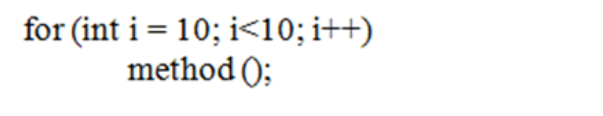 for (int i = 10; i<10; i++)
method ();